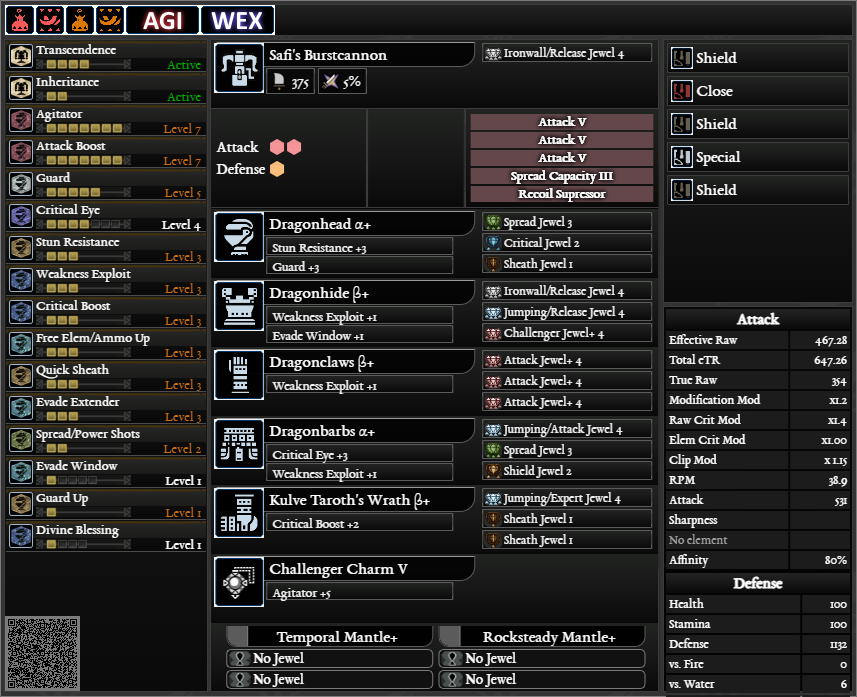 AGI WEX
Transcendence
Active
Inheritance
Active
Agitator
Level 7
Attack Boost
Level 7
Guard
Level 5
Critical Eye
Level 4
Stun Resistance
Level 3
Weakness Exploit
Level 3
Critical Boost
Level 3
Free Elem/Ammo Up
Level 3
Quick Sheath
Level 3
Evade Extender
Level 3
Spread/Power Shots
Level 2
Evade Window
Level 1
Guard Up
Level 1
Divine Blessing
Level 1
Safi's Burstcannon
375 5%
Ironwall/Release Jewel 4
Attack
Defense
Attack V
Attack V
Attack V
Spread Capacity III
Recoil Supressor
Dragonhead α+
Stun Resistance +3
Guard +3
Spread Jewel 3
Critical Jewel 2
Sheath Jewel 1
Dragonhide β+
Weakness Exploit +1
Evade Window +1
Ironwall/Release Jewel 4
Jumping/Release Jewel 4
Challenger Jewel+ 4
Dragonclaws β+
Weakness Exploit +1
Attack Jewel+ 4
Attack Jewel+ 4
Attack Jewel+ 4
Dragonbarbs α+
Critical Eye +3
Weakness Exploit +1
Jumping/Attack Jewel 4
Spread Jewel 3
Shield Jewel 2
Kulve Taroth's Wrath β+
Critical Boost +2
Jumping/Expert Jewel 4
Sheath Jewel 1
Sheath Jewel 1
Challenger Charm V
Agitator +5
Temporal Mantle+
No Jewel
No Jewel
Rocksteady Mantle+
No Jewel
No Jewel
Shield
Close
Shield
Special
Shield
Attack
Effective Raw 467.28
Total eTR 647.26
True Raw 354
Modification Mod x1.2
Raw Crit Mod x1.4
Elem Crit Mod x1.00
Clip Mod x 1.15
RPM 38.9
Attack 531
Sharpness
No element
Affinity 80%
Defense
Health 100
Stamina 100
Defense 1132
vs. Fire 0
vs. Water 6